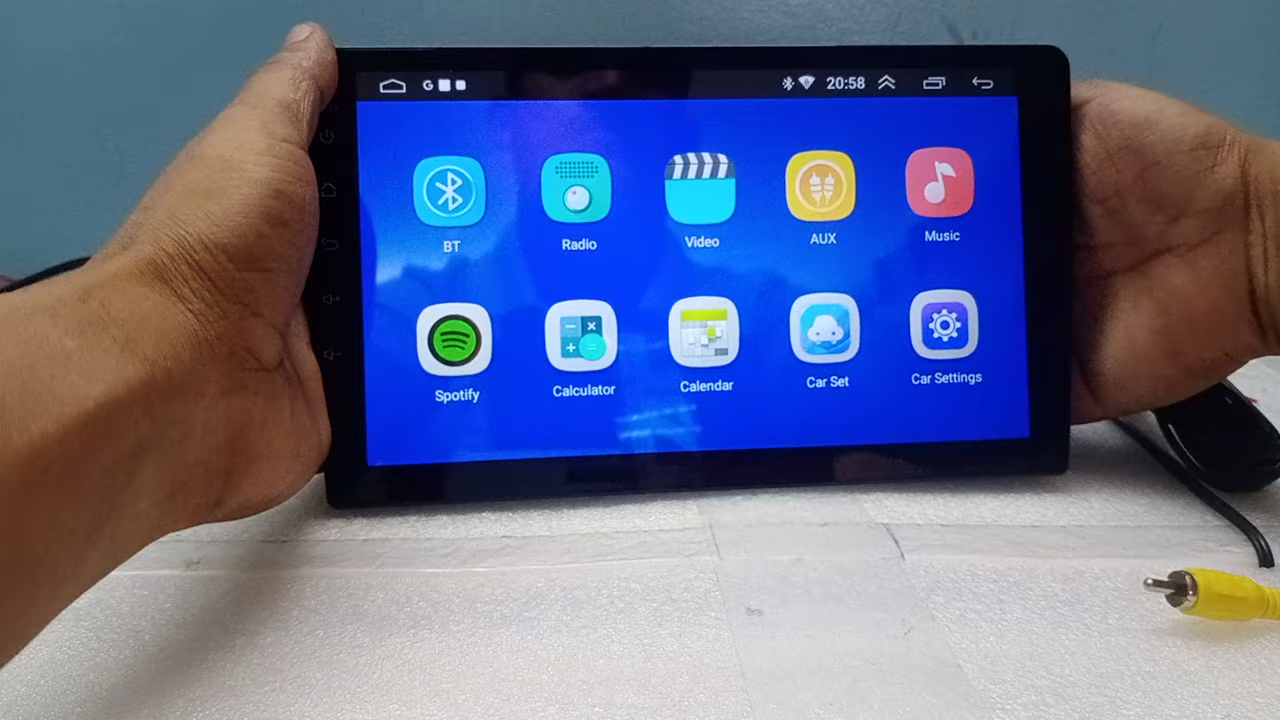 G 20:58
BT Radio Video AUX Music
Spotify Calculator Calendar Car Set Car Settings